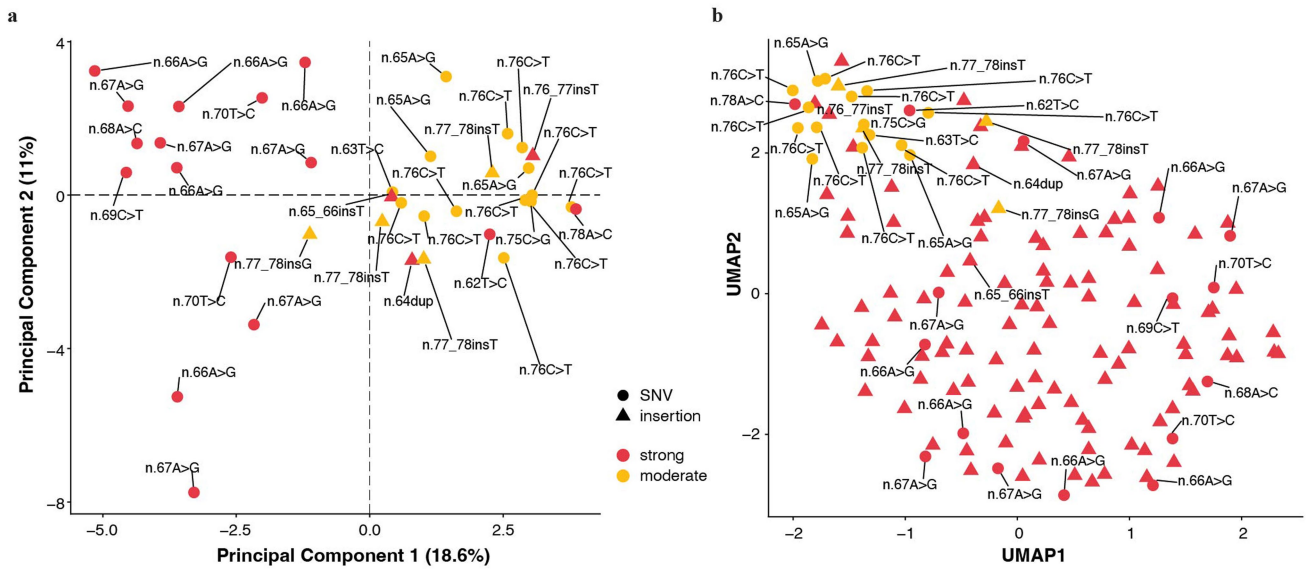 a
4
0
−4
−8
−5.0
−2.5
0.0
2.5
Principal Component 2 (11%)
Principal Component 1 (18.6%)
n.66A>G
n.66A>G
n.67A>G
n.70T>C
n.66A>G
n.68A>C
n.67A>G
n.67A>G
n.69C>T
n.66A>G
n.65A>G
n.76C>T
n.76_77insT
n.65A>G
n.76C>T
n.77_78insT
n.76C>T
n.63T>C
n.76C>T
n.65A>G
n.76C>T
n.65_66insT
n.76C>T
n.76C>T
n.76C>T
n.75C>G
n.78A>C
n.76C>T
n.77_78insG
n.77_78insT
n.62T>C
n.64dup
n.70T>C
n.67A>G
n.77_78insT
n.76C>T
n.66A>G
n.67A>G
SNV
insertion
strong
moderate
b
2
0
−2
−2
−1
0
1
2
UMAP2
UMAP1
n.65A>G
n.76C>T
n.77_78insT
n.76C>T
n.76C>T
n.78A>C
n.76C>T
n.62T>C
n.76_77insT
n.76C>T
n.76C>T
n.75C>G
n.63T>C
n.76C>T
n.77_78insT
n.66A>G
n.76C>T
n.76C>T
n.67A>G
n.64dup
n.67A>G
n.65A>G
n.77_78insG
n.76C>T
n.65A>G
n.70T>C
n.65_66insT
n.67A>G
n.69C>T
n.66A>G
n.68A>C
n.66A>G
n.70T>C
n.66A>G
n.67A>G
n.67A>G
n.66A>G